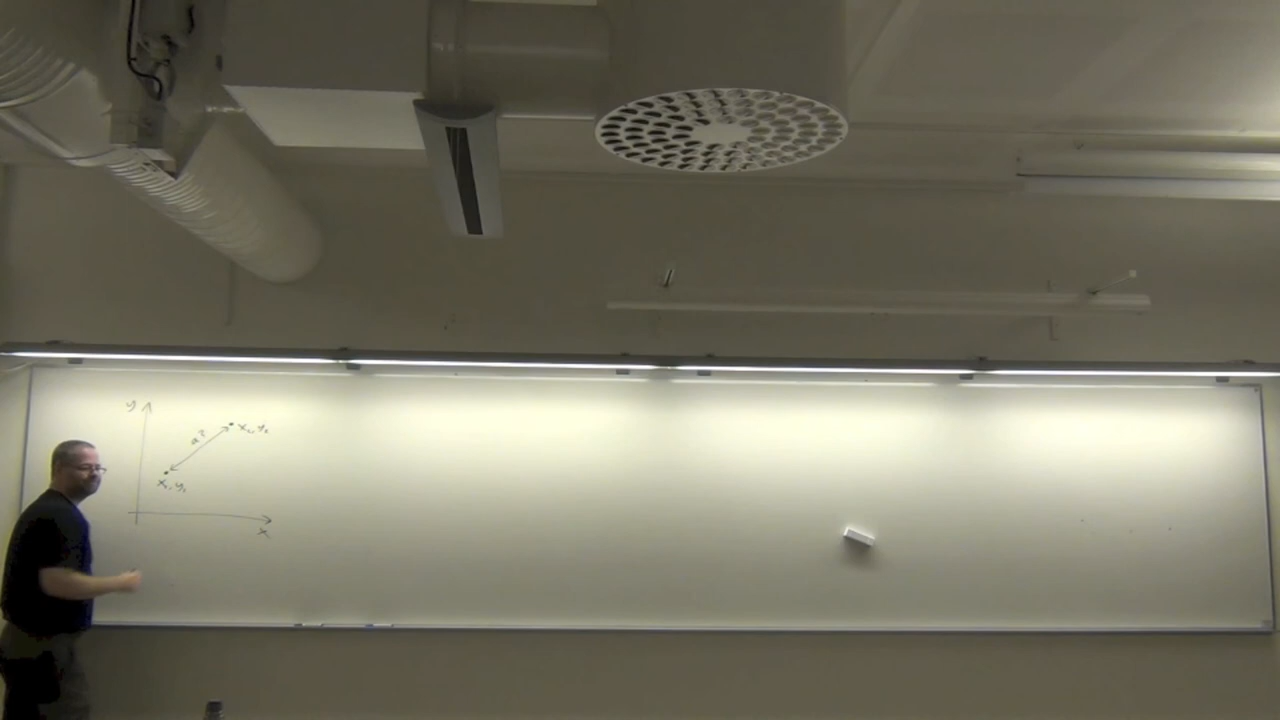 y
x₂, y₂
x₁, y₁
x